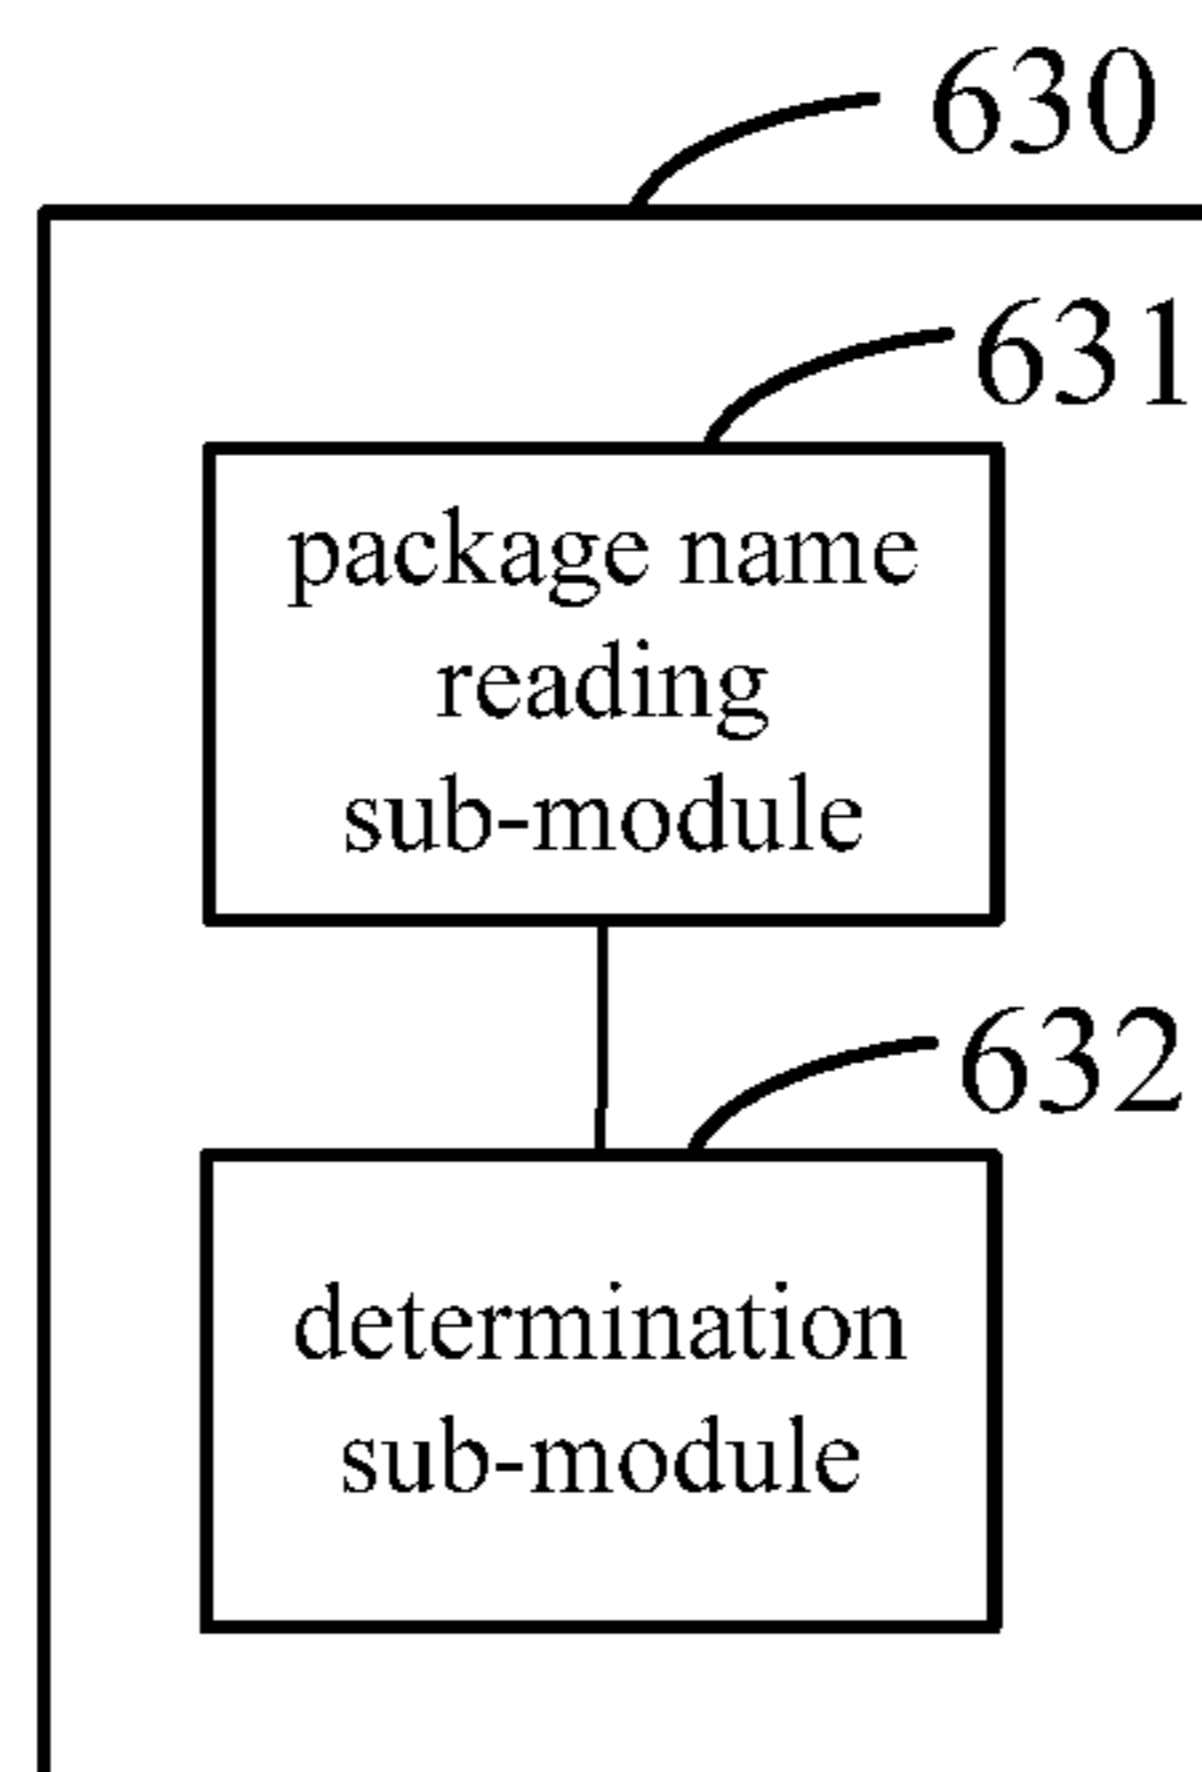 630
631
package name
reading
sub-module
632
determination
sub-module